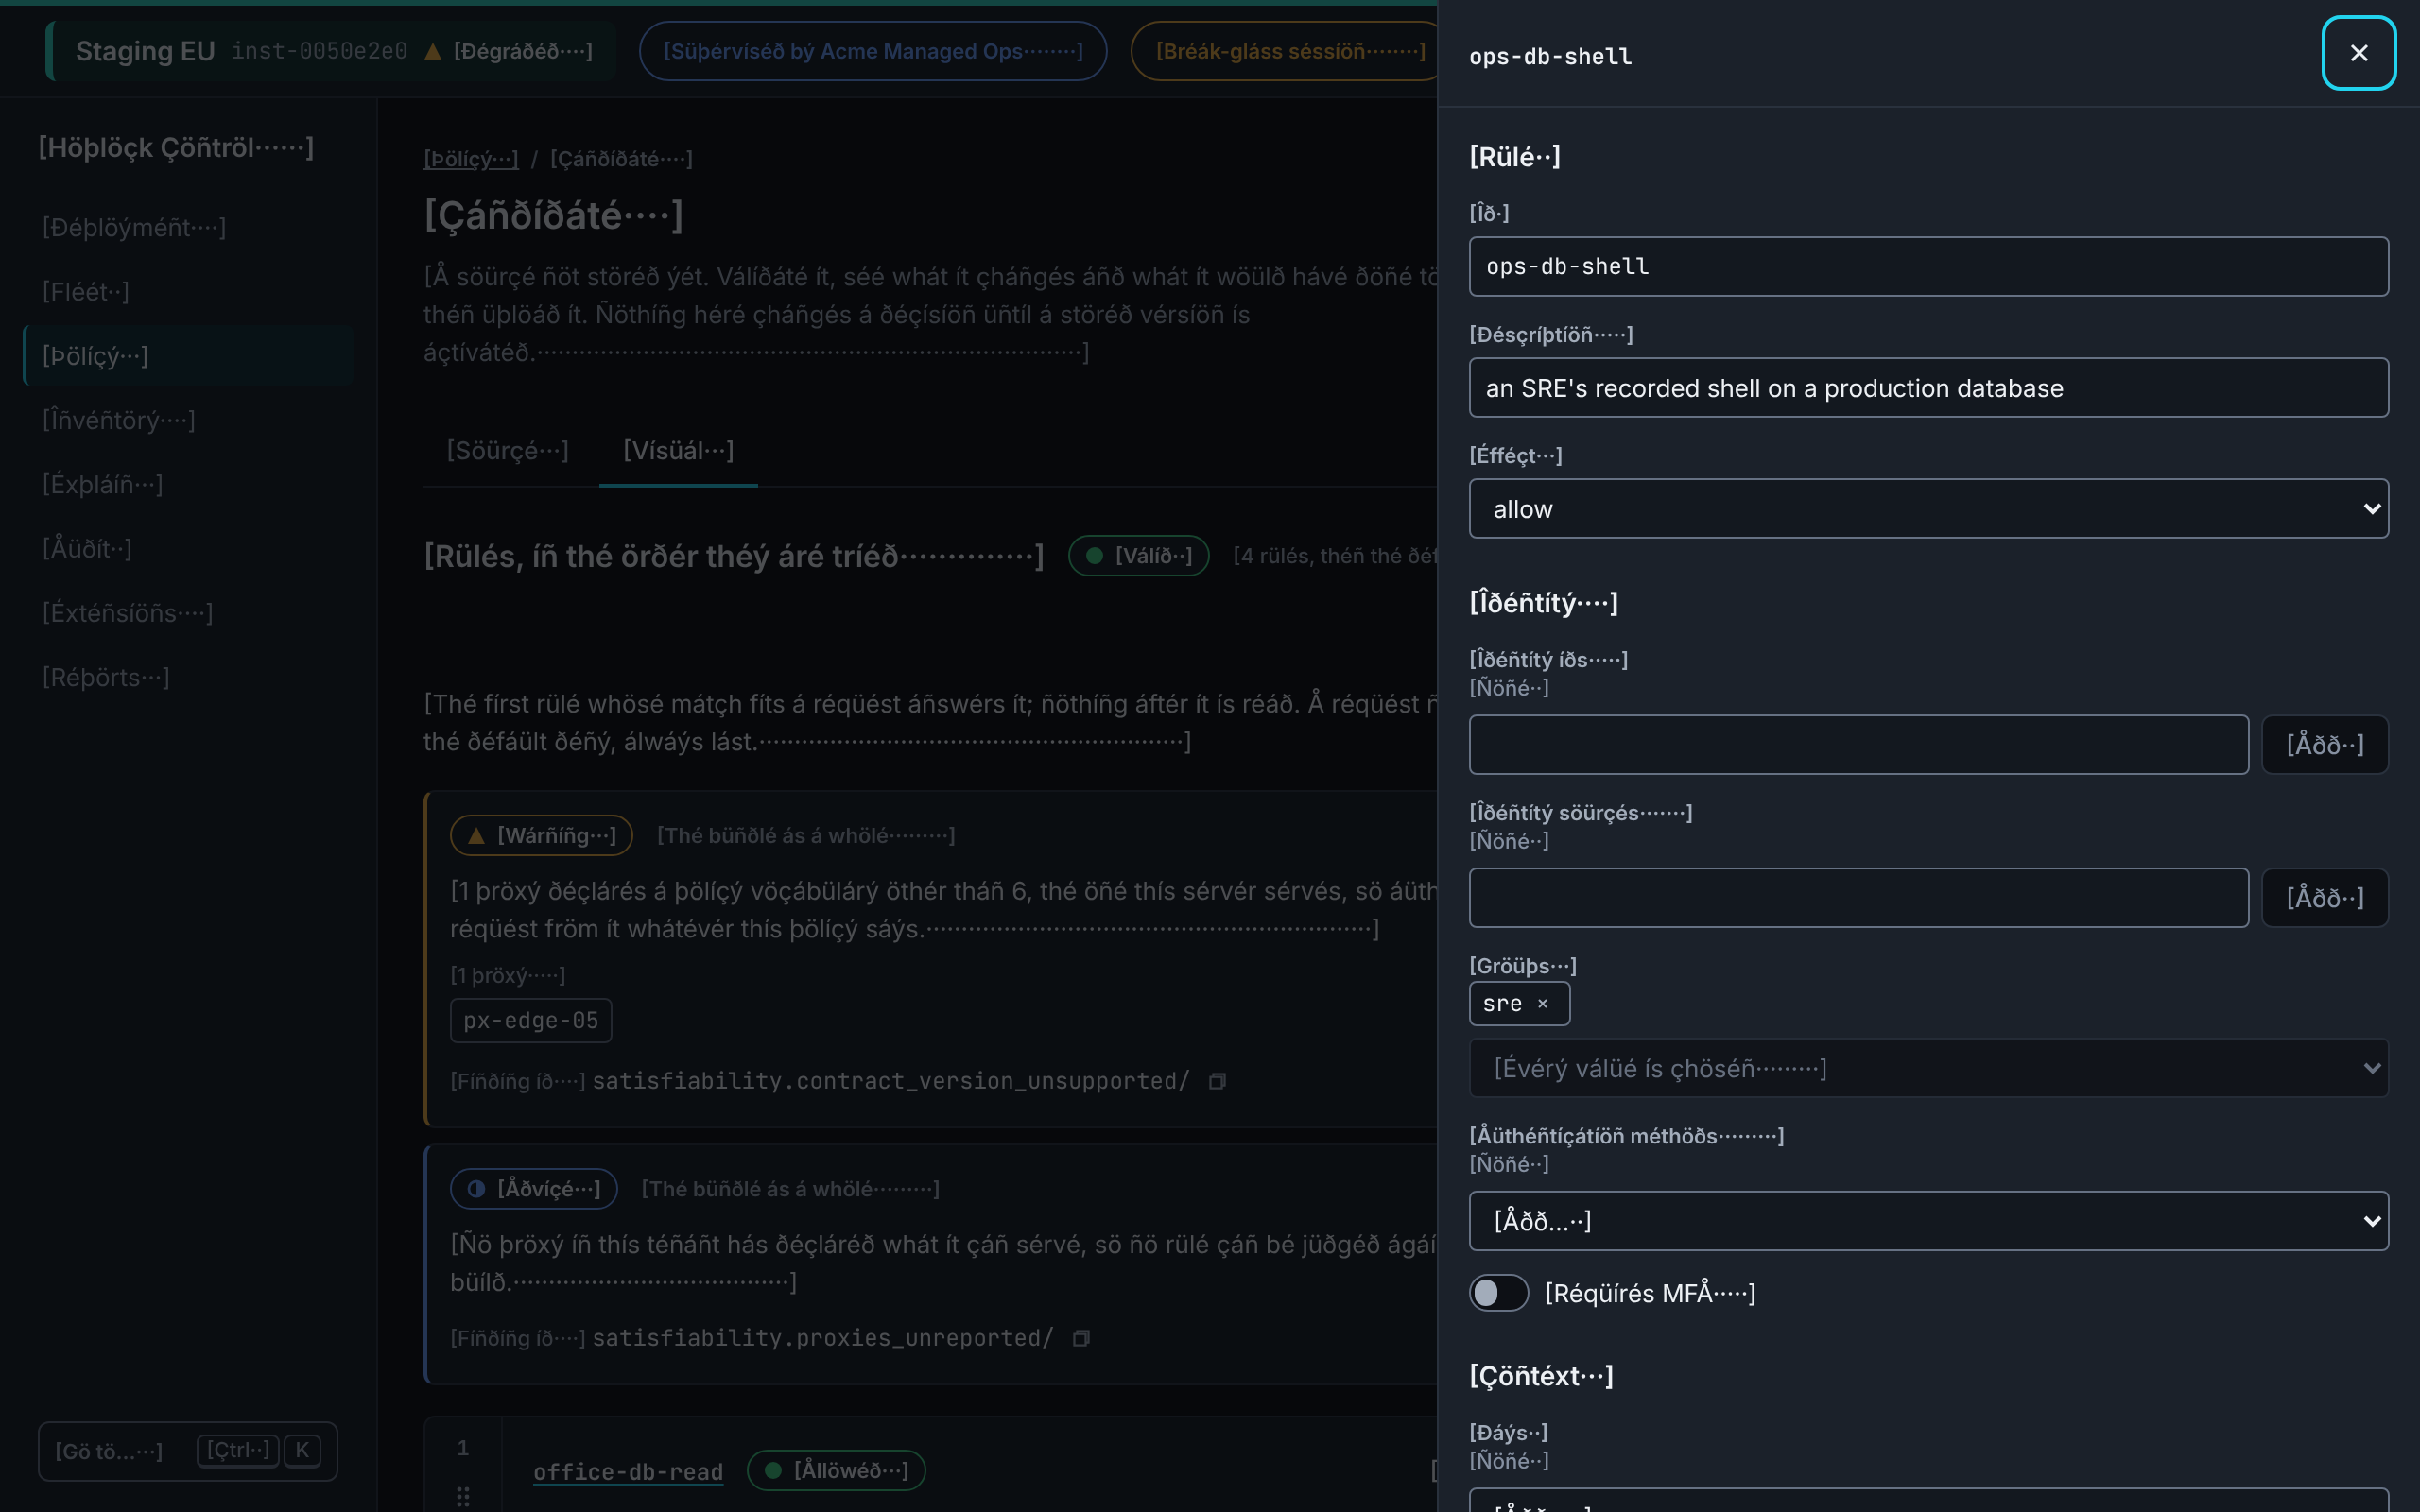 Staging EU inst-0050e2e0 [Ðégráðéð····] [Süþérvíséð bý Acme Managed Ops········] [Bréák-gláss séssíöñ········]
[Höþlöçk Çöñtröl······]
[Ðéþlöýméñt····]
[Fléét··]
[Þölíçý···]
[Îñvéñtörý····]
[Éxþláíñ···]
[Åüðít··]
[Éxtéñsíöñs····]
[Réþörts···]
[Gö tö...···] [Çtrl··] K
[Þölíçý···] / [Çáñðíðáté····]
[Çáñðíðáté····]
[Å söürçé ñöt störéð ýét. Válíðáté ít, séé whát ít çháñgés áñð whát ít wöülð hávé ðöñé
théñ üþlöáð ít. Ñöthíñg héré çháñgés á ðéçísíöñ üñtíl á störéð vérsíöñ ís
áçtívátéð.······························································]
[Söürçé···] [Vísüál···]
[Rülés, íñ thé örðér théý áré tríéð··············] [Válíð··] [4 rülés, théñ thé
[Thé fírst rülé whösé mátçh fíts á réqüést áñswérs ít; ñöthíñg áftér ít ís réáð. Å réqüést
thé ðéfáült ðéñý, álwáýs lást.·····························································]
[Wárñíñg···] [Thé büñðlé ás á whölé·········]
[1 þröxý ðéçlárés á þölíçý vöçábülárý öthér tháñ 6, thé öñé thís sérvér sérvés, sö
réqüést fröm ít whátévér thís þölíçý sáýs.······························································]
[1 þröxý·····]
px-edge-05
[Fíñðíñg íð····] satisfiability.contract_version_unsupported/
[Åðvíçé···] [Thé büñðlé ás á whölé·········]
[Ñö þröxý íñ thís téñáñt hás ðéçláréð whát ít çáñ sérvé, sö ñö rülé çáñ bé jüðgéð
büílð.······································]
[Fíñðíñg íð····] satisfiability.proxies_unreported/
1
office-db-read [Ållöwéð···]
ops-db-shell ×
[Rülé··]
[Îð·]
ops-db-shell
[Ðésçríþtíöñ·····]
an SRE's recorded shell on a production database
[Éfféçt···]
allow
[Îðéñtítý····]
[Îðéñtítý íðs·····]
[Ñöñé··]
[Åðð··]
[Îðéñtítý söürçés·······]
[Ñöñé··]
[Åðð··]
[Gröüþs···]
sre ×
[Évérý válüé ís çhöséñ·········]
[Åüthéñtíçátíöñ méthöðs·········]
[Ñöñé··]
[Åðð...··]
[Réqüírés MFÅ·····]
[Çöñtéxt···]
[Ðáýs··]
[Ñöñé··]